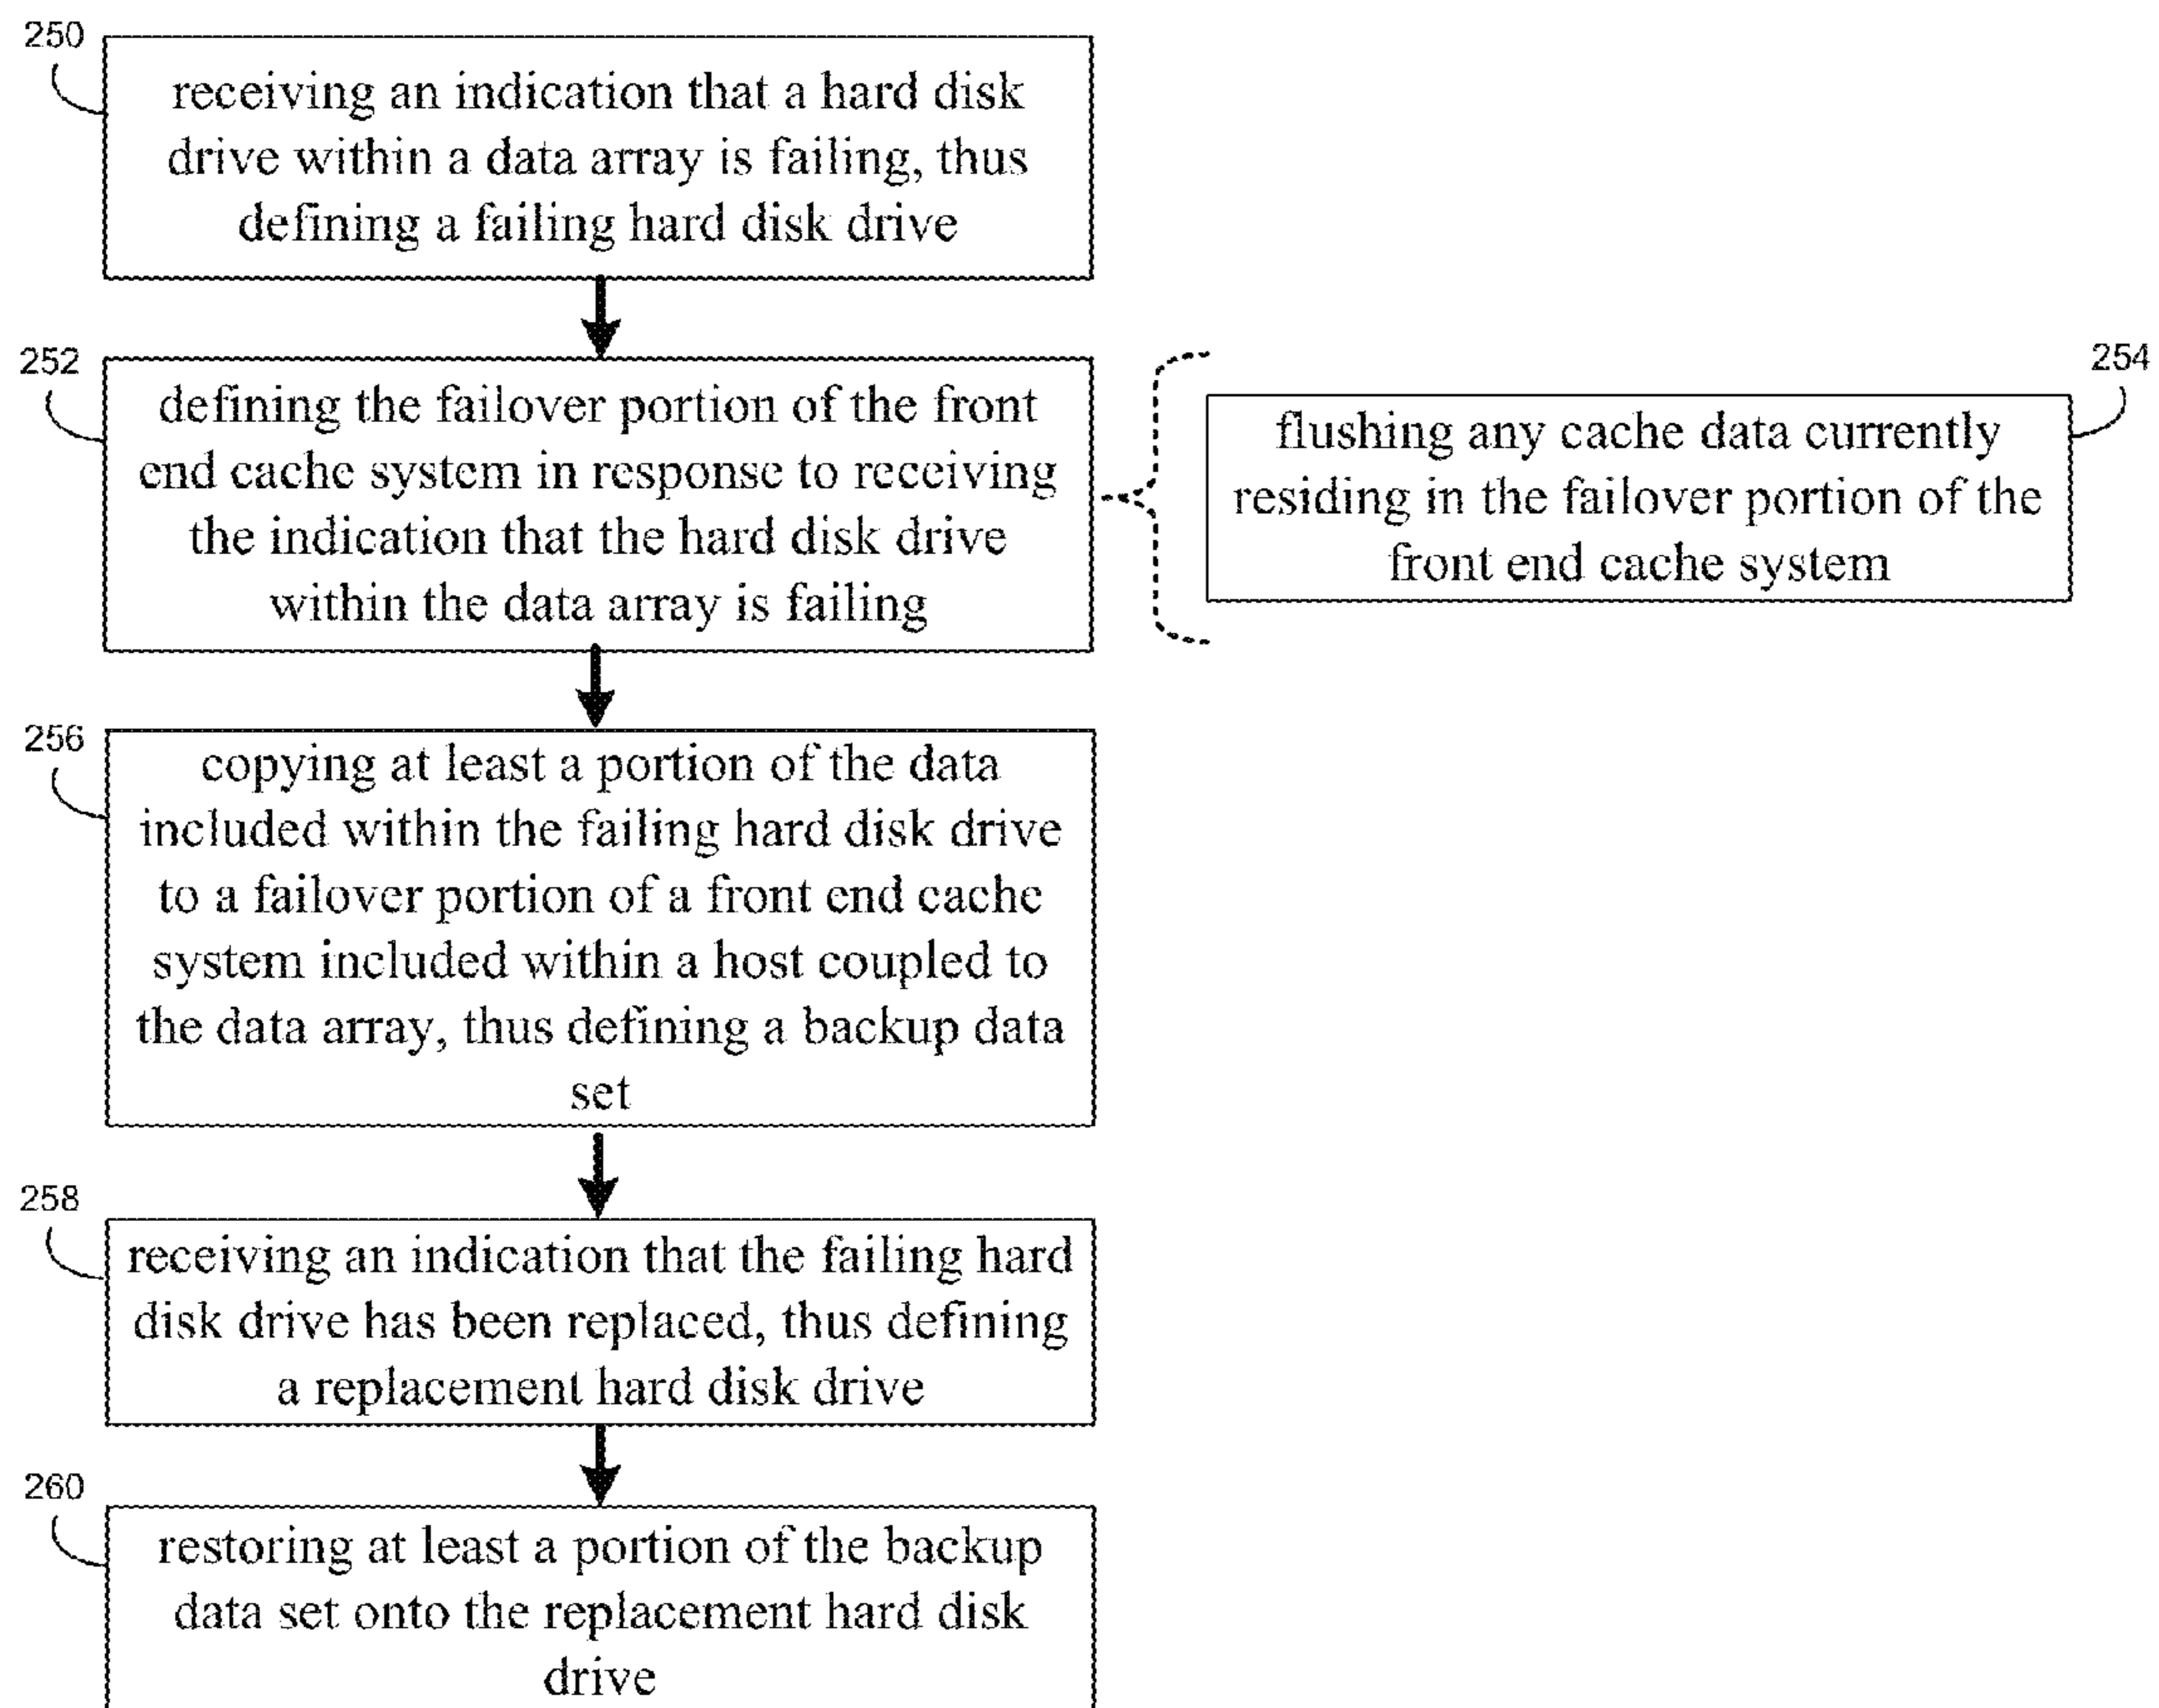 250
receiving an indication that a hard disk
drive within a data array is failing, thus
defining a failing hard disk drive
252
defining the failover portion of the front
end cache system in response to receiving
the indication that the hard disk drive
within the data array is failing
254
flushing any cache data currently
residing in the failover portion of the
front end cache system
256
copying at least a portion of the data
included within the failing hard disk drive
to a failover portion of a front end cache
system included within a host coupled to
the data array, thus defining a backup data
set
258
receiving an indication that the failing hard
disk drive has been replaced, thus defining
a replacement hard disk drive
260
restoring at least a portion of the backup
data set onto the replacement hard disk
drive